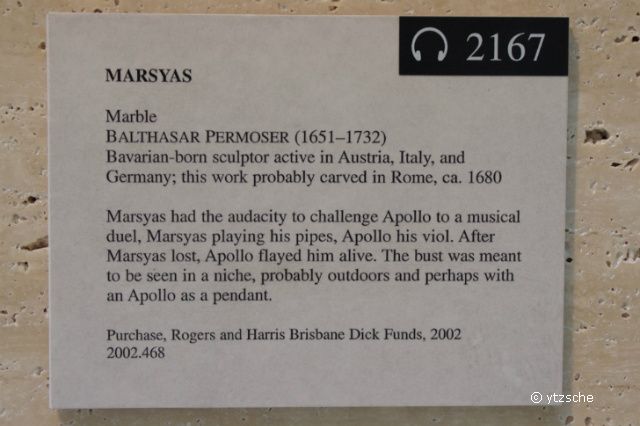 2167
MARSYAS
Marble
BALTHASAR PERMOSER (1651–1732)
Bavarian-born sculptor active in Austria, Italy, and
Germany; this work probably carved in Rome, ca. 1680
Marsyas had the audacity to challenge Apollo to a musical
duel, Marsyas playing his pipes, Apollo his viol. After
Marsyas lost, Apollo flayed him alive. The bust was meant
to be seen in a niche, probably outdoors and perhaps with
an Apollo as a pendant.
Purchase, Rogers and Harris Brisbane Dick Funds, 2002
2002.468
© ytzsche